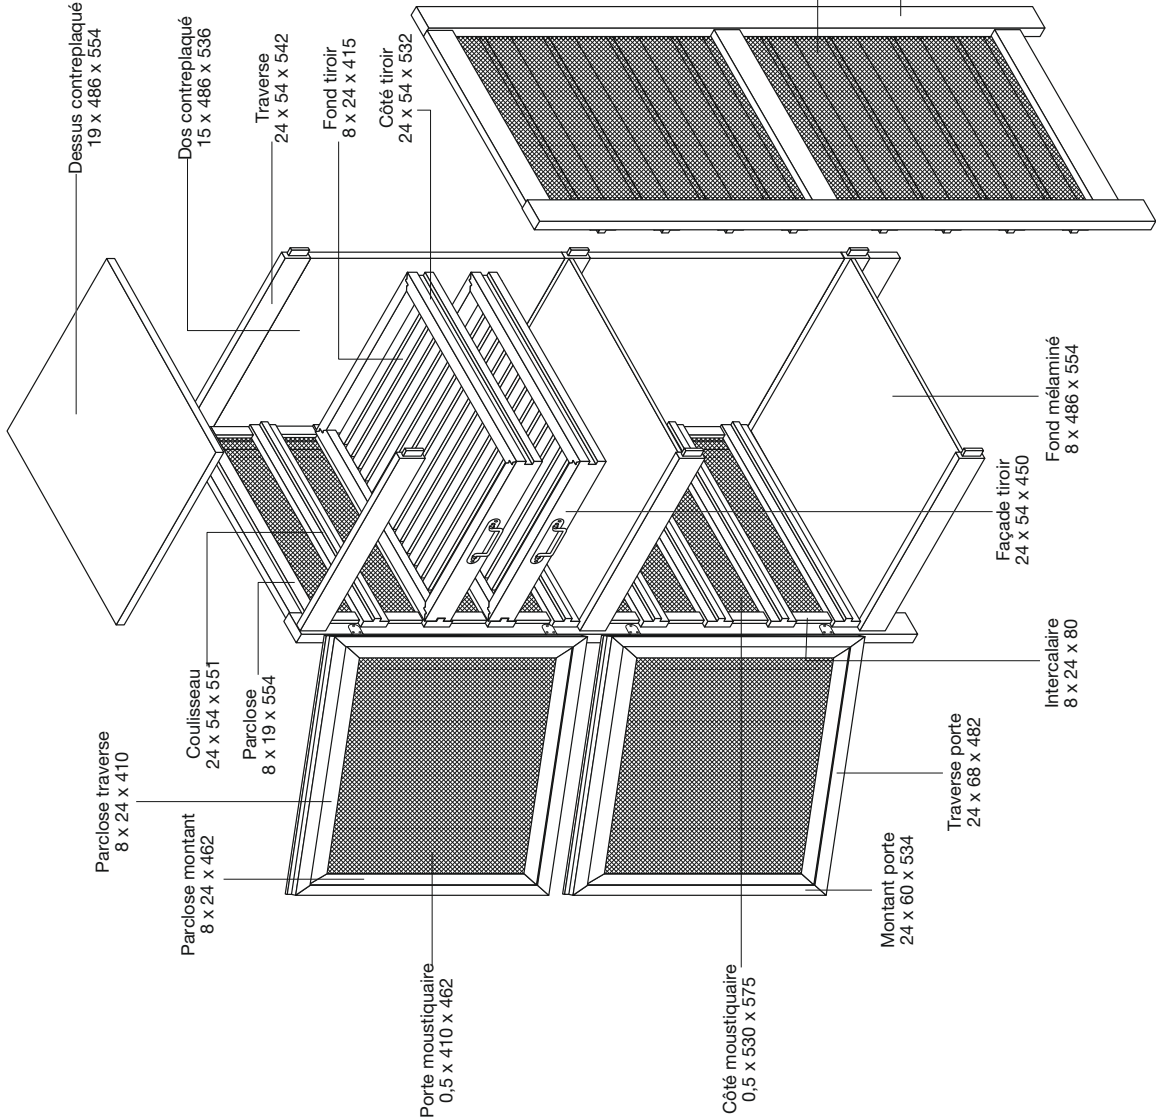 Dessus contreplaqué
19 x 486 x 554
Dos contreplaqué
15 x 486 x 536
Traverse
24 x 54 x 542
Fond tiroir
8 x 24 x 415
Côté tiroir
24 x 54 x 532
Coulisseau
24 x 54 x 551
Parclose
8 x 19 x 554
Parclose traverse
8 x 24 x 410
Parclose montant
8 x 24 x 462
Porte moustiquaire
0,5 x 410 x 462
Côté moustiquaire
0,5 x 530 x 575
Montant porte
24 x 60 x 534
Traverse porte
24 x 68 x 482
Intercalaire
8 x 24 x 80
Façade tiroir
24 x 54 x 450
Fond mélaminé
8 x 486 x 554